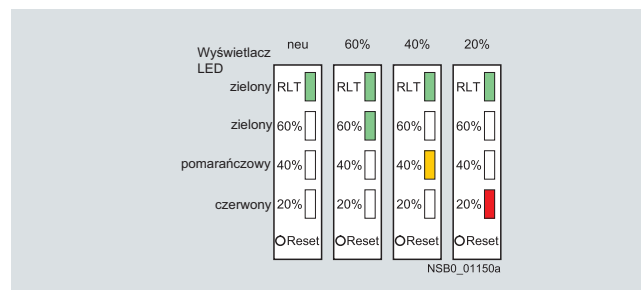 Wyświetlacz LED
neu 60% 40% 20%
zielony RLT RLT RLT RLT
zielony 60% 60% 60% 60%
pomarańczowy 40% 40% 40% 40%
czerwony 20% 20% 20% 20%
Reset Reset Reset Reset
NSB0_01150a